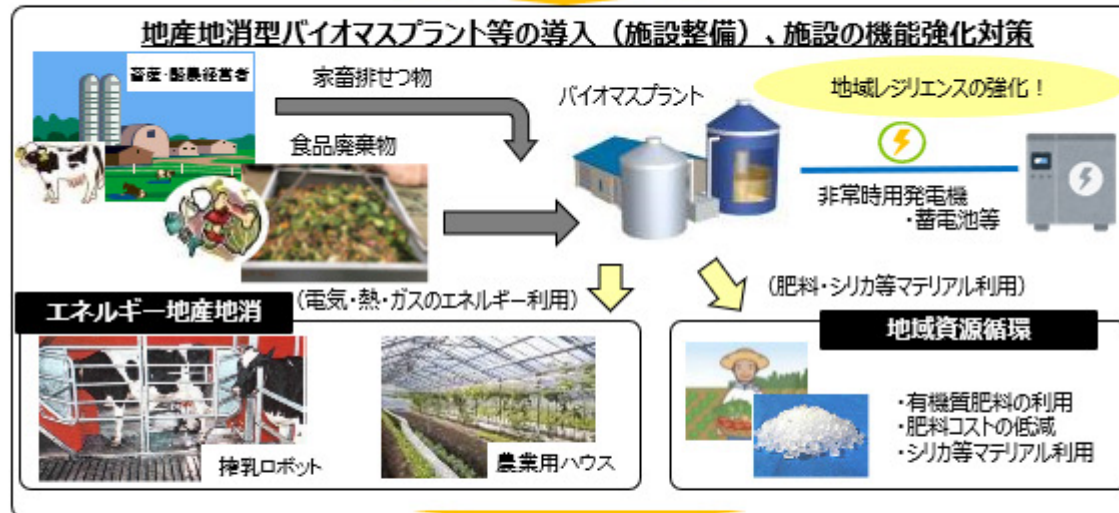 地産地消型バイオマスプラント等の導入（施設整備）、施設の機能強化対策
畜産・酪農経営者
家畜排せつ物
食品廃棄物
バイオマスプラント
地域レジリエンスの強化！
非常時用発電機
・蓄電池等
（電気・熱・ガスのエネルギー利用）
（肥料・シリカ等マテリアル利用）
エネルギー地産地消
搾乳ロボット
農業用ハウス
地域資源循環
・有機質肥料の利用
・肥料コストの低減
・シリカ等マテリアル利用